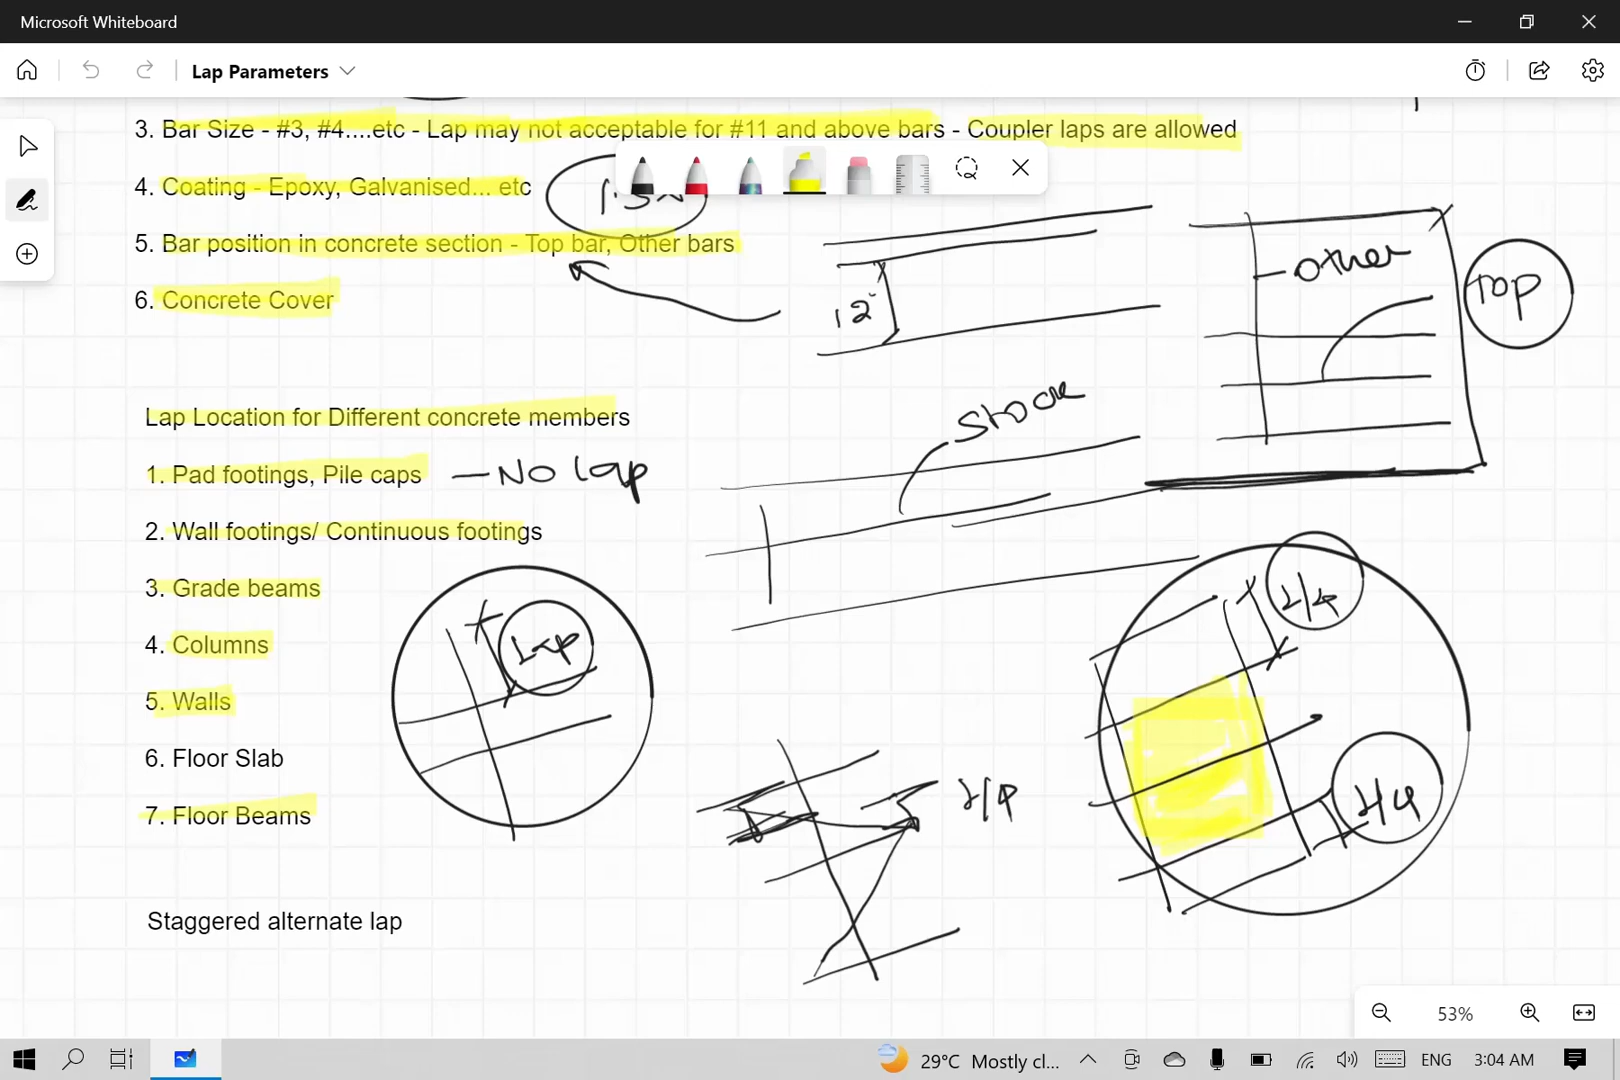 Microsoft Whiteboard
Lap Parameters
3. Bar Size - #3, #4....etc - Lap may not acceptable for #11 and above bars - Coupler laps are allowed
4. Coating - Epoxy, Galvanised... etc
5. Bar position in concrete section - Top bar, Other bars
6. Concrete Cover
12"
Other
Top
Lap Location for Different concrete members
1. Pad footings, Pile caps - No lap
Stock
2. Wall footings/ Continuous footings
3. Grade beams
4. Columns
Lap
5. Walls
6. Floor Slab
7. Floor Beams
Staggered alternate lap
53%
29°C Mostly cl...
ENG
3:04 AM